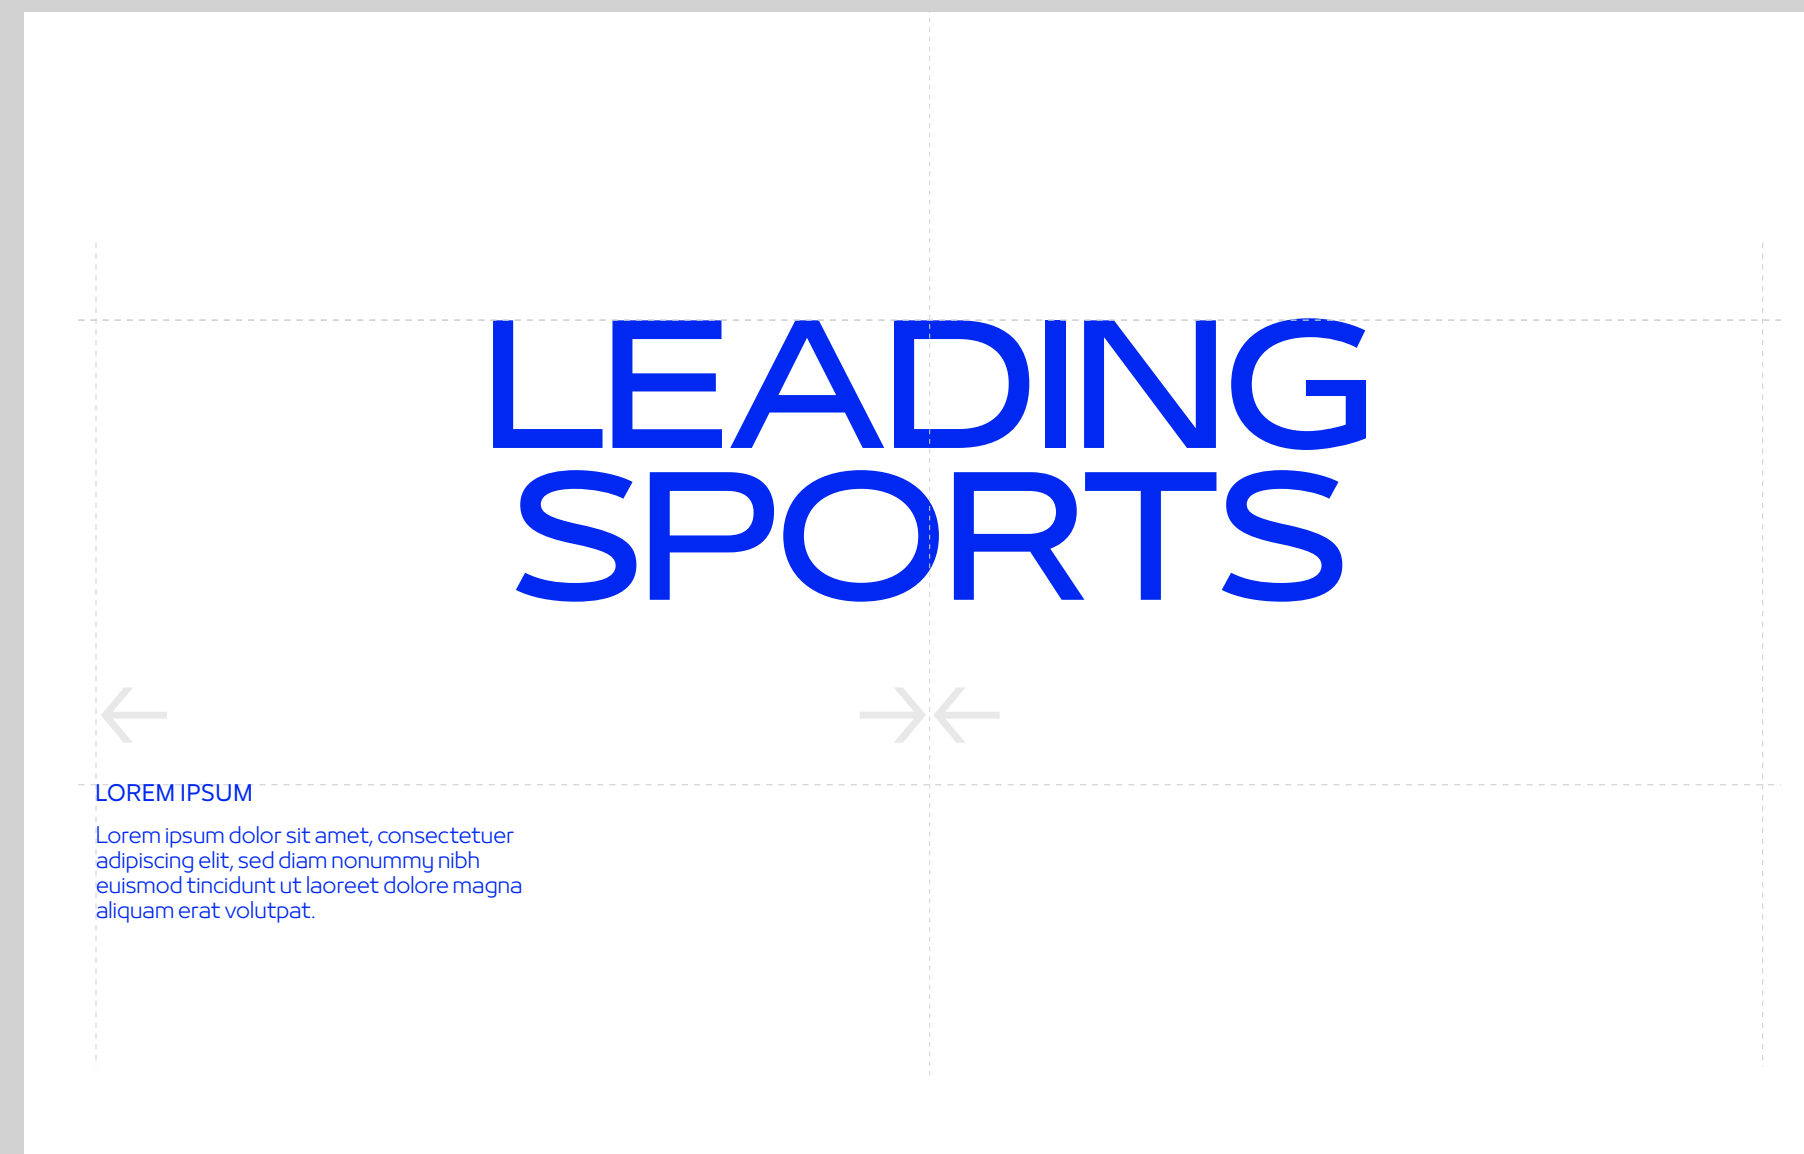 LEADING
SPORTS
LOREM IPSUM
Lorem ipsum dolor sit amet, consectetuer
adipiscing elit, sed diam nonummy nibh
euismod tincidunt ut laoreet dolore magna
aliquam erat volutpat.